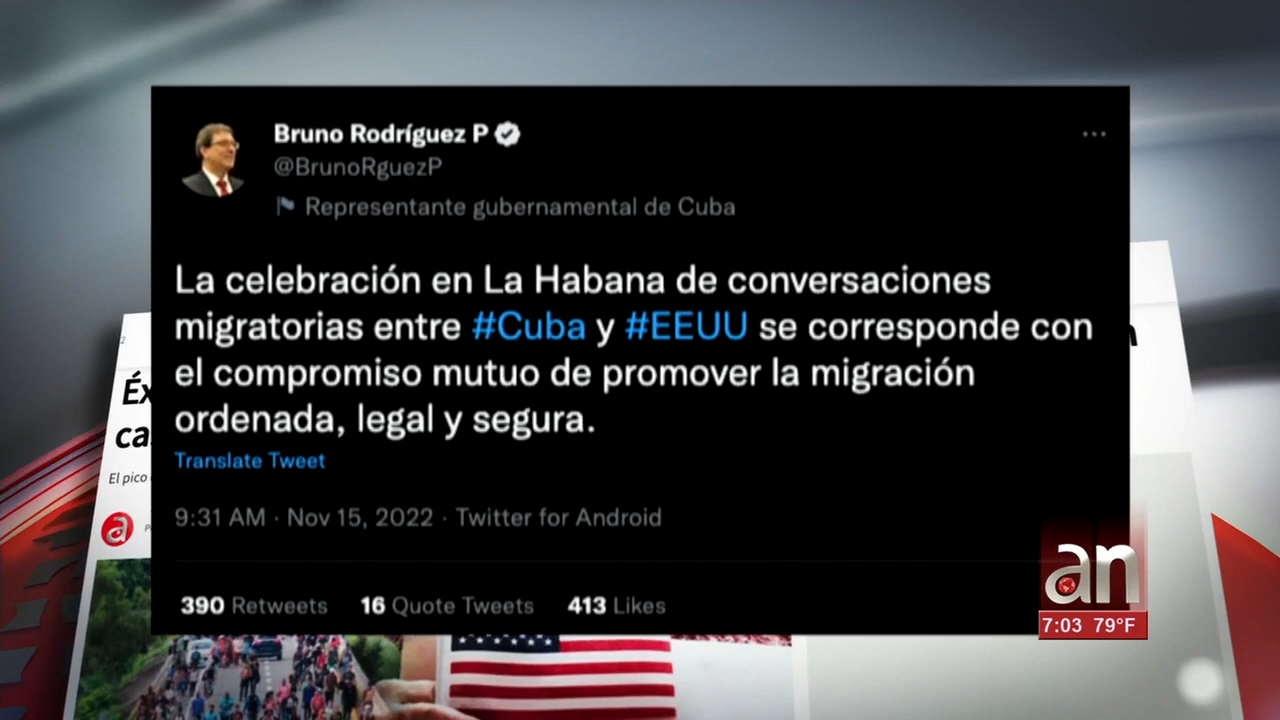 Bruno Rodríguez P
@BrunoRguezP
Representante gubernamental de Cuba
La celebración en La Habana de conversaciones
migratorias entre #Cuba y #EEUU se corresponde con
el compromiso mutuo de promover la migración
ordenada, legal y segura.
Translate Tweet
9:31 AM · Nov 15, 2022 · Twitter for Android
390 Retweets 16 Quote Tweets 413 Likes
El pico
a
an
7:03 79°F